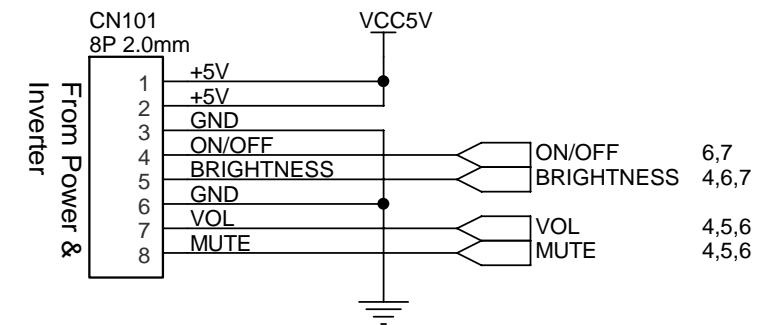 CN101
8P 2.0mm
VCC5V
From Power &
Inverter
1 +5V
2 +5V
3 GND
4 ON/OFF
5 BRIGHTNESS
6 GND
7 VOL
8 MUTE
ON/OFF 6,7
BRIGHTNESS 4,6,7
VOL 4,5,6
MUTE 4,5,6